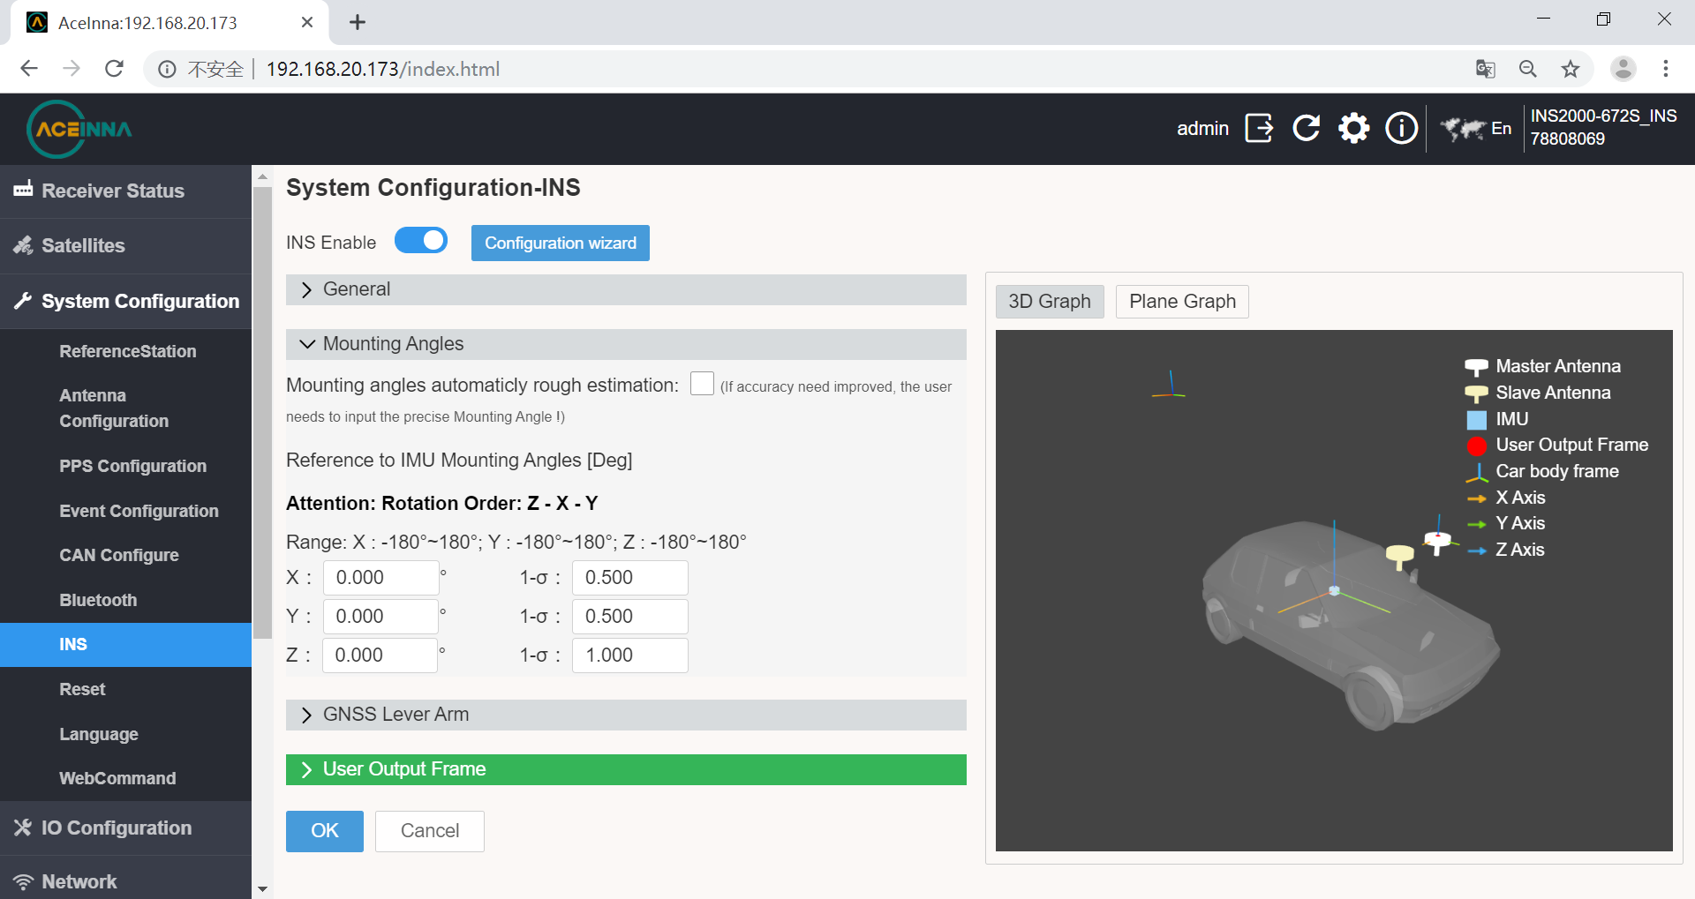 AceInna:192.168.20.173
不安全 192.168.20.173/index.html
ACEINNA
admin
En
INS2000-672S_INS
78808069
Receiver Status
Satellites
System Configuration
ReferenceStation
Antenna
Configuration
PPS Configuration
Event Configuration
CAN Configure
Bluetooth
INS
Reset
Language
WebCommand
IO Configuration
Network
System Configuration-INS
INS Enable
Configuration wizard
General
Mounting Angles
Mounting angles automaticly rough estimation: (If accuracy need improved, the user
needs to input the precise Mounting Angle !)
Reference to IMU Mounting Angles [Deg]
Attention: Rotation Order: Z - X - Y
Range: X : -180°~180°; Y : -180°~180°; Z : -180°~180°
X : 0.000 ° 1-σ : 0.500
Y : 0.000 ° 1-σ : 0.500
Z : 0.000 ° 1-σ : 1.000
GNSS Lever Arm
User Output Frame
OK Cancel
3D Graph Plane Graph
Master Antenna
Slave Antenna
IMU
User Output Frame
Car body frame
X Axis
Y Axis
Z Axis